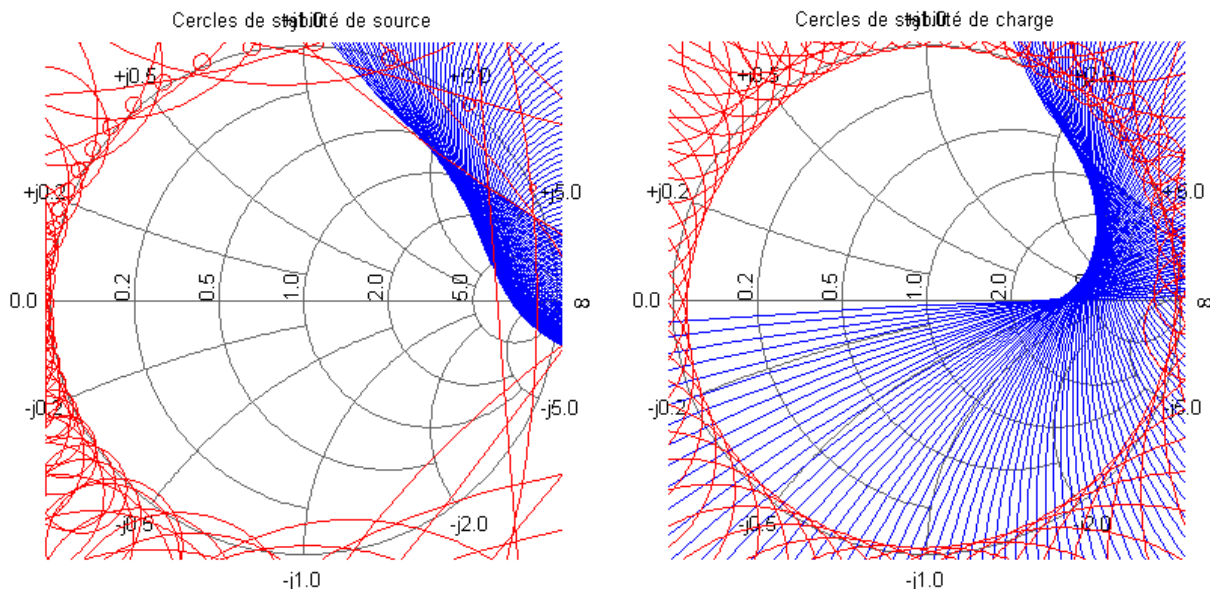 Cercles de stabilité de source
+j1.0
+j0.5
+j2.0
+j0.2
+j5.0
0.0
0.2
0.5
1.0
2.0
5.0
∞
-j0.2
-j5.0
-j0.5
-j2.0
-j1.0
Cercles de stabilité de charge
+j1.0
+j0.5
+j2.0
+j0.2
+j5.0
0.0
0.2
0.5
1.0
2.0
∞
-j0.2
-j5.0
-j0.5
-j2.0
-j1.0